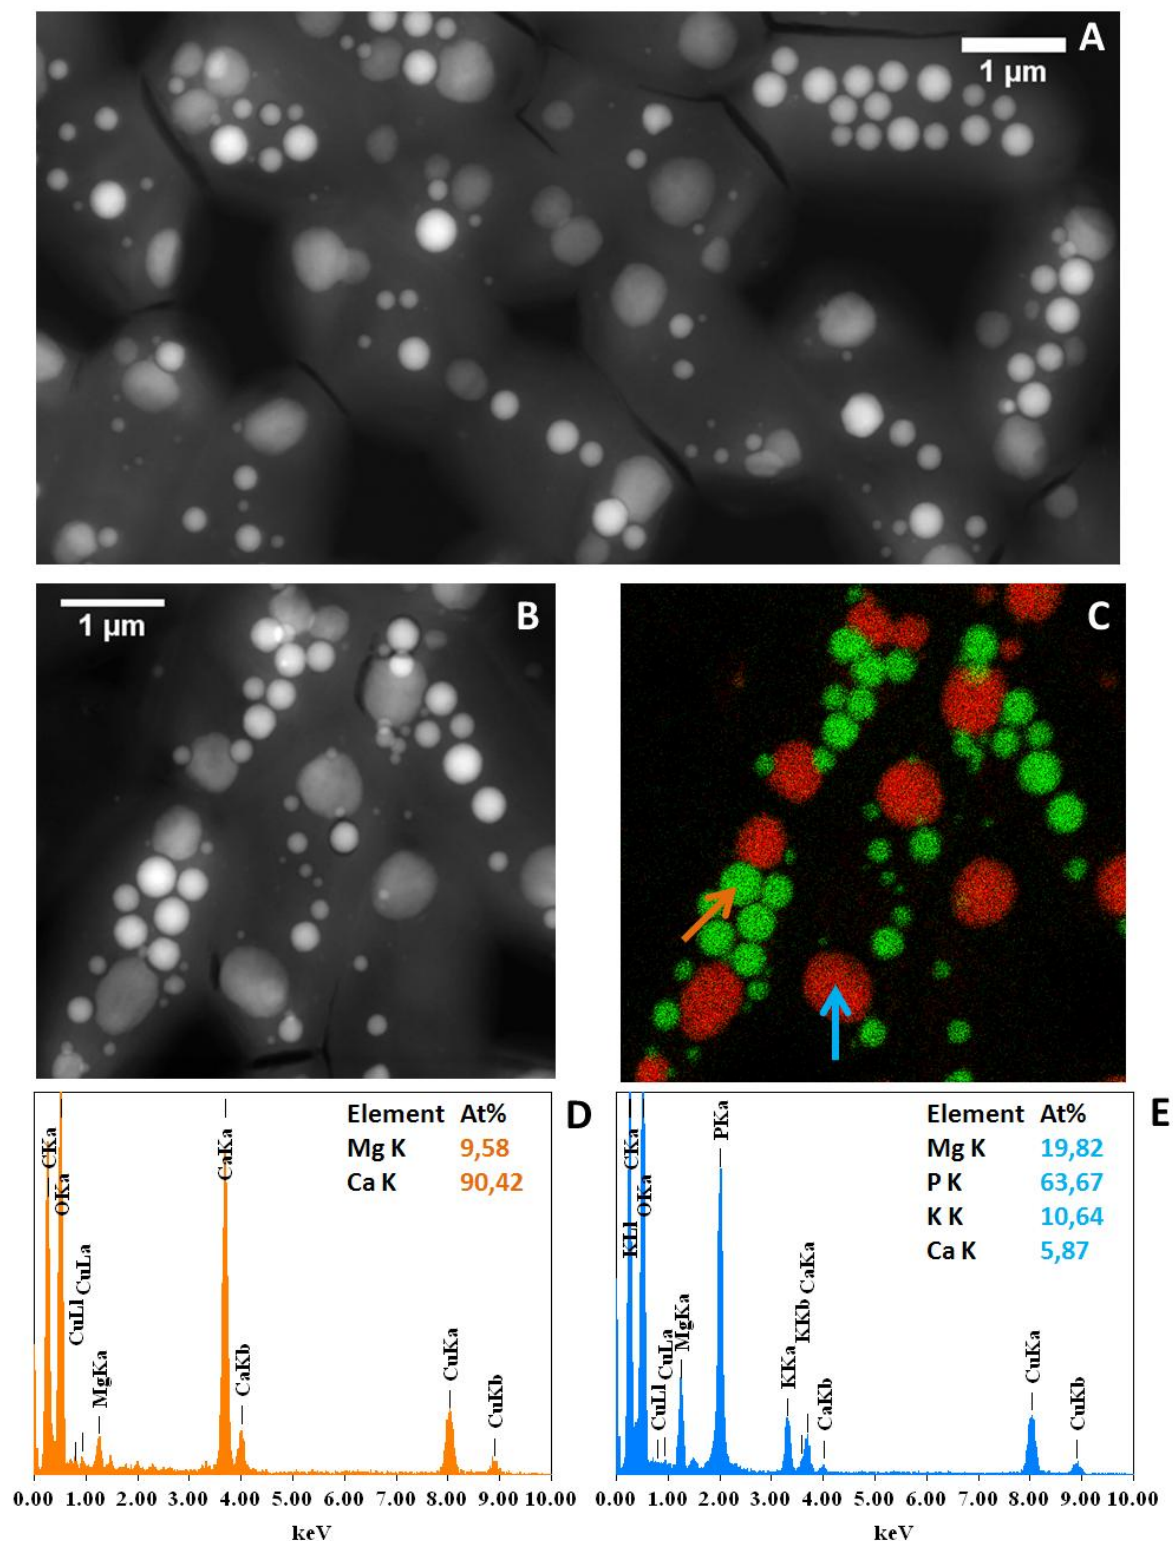 A
1 µm
B
1 µm
C
D
Element At%
Mg K 9,58
Ca K 90,42
CKa
OKa
CuLl
CuLa
MgKa
CaKa
CaKb
CuKa
CuKb
0.00 1.00 2.00 3.00 4.00 5.00 6.00 7.00 8.00 9.00 10.00
keV
E
Element At%
Mg K 19,82
P K 63,67
K K 10,64
Ca K 5,87
KLl
CKa
OKa
CuLl
CuLa
MgKa
PKa
KKa
KKb
CaKa
CaKb
CuKa
CuKb
0.00 1.00 2.00 3.00 4.00 5.00 6.00 7.00 8.00 9.00 10.00
keV